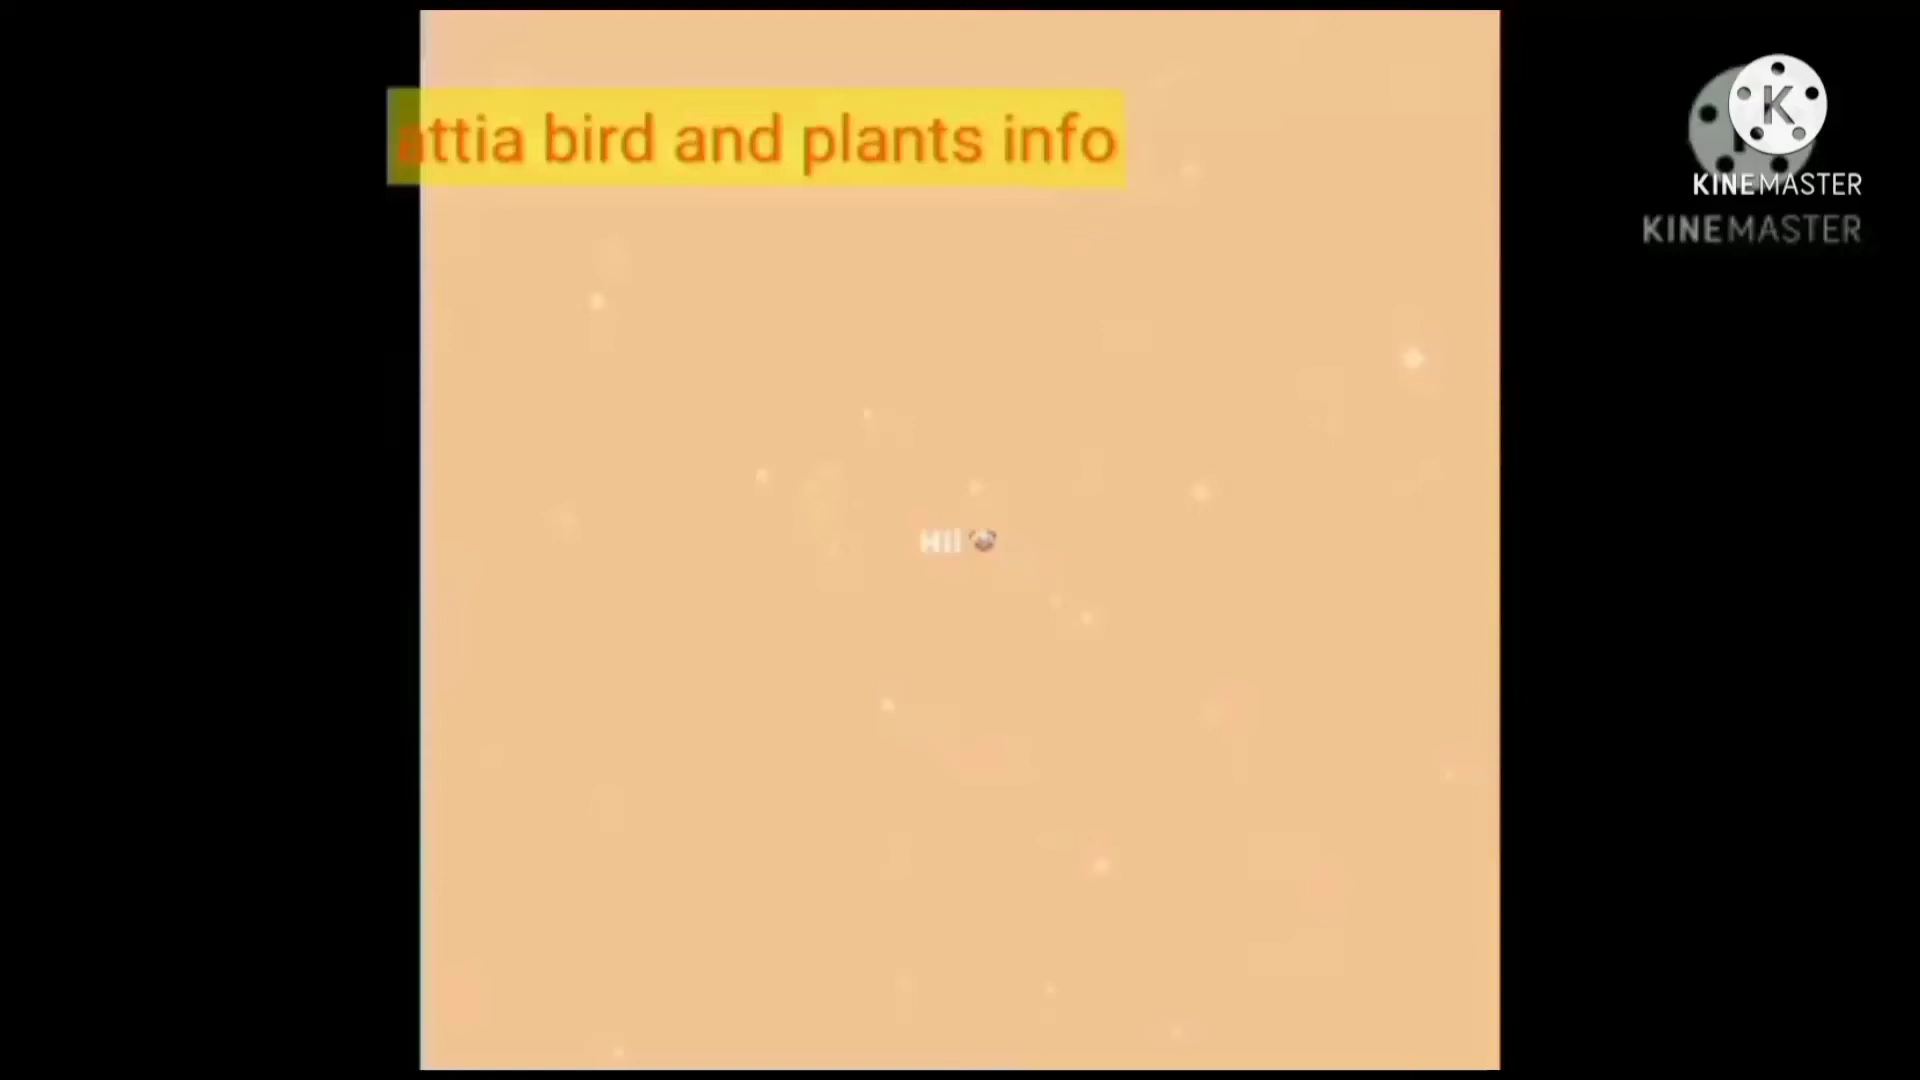 attia bird and plants info
K
KINEMASTER
KINEMASTER
HII